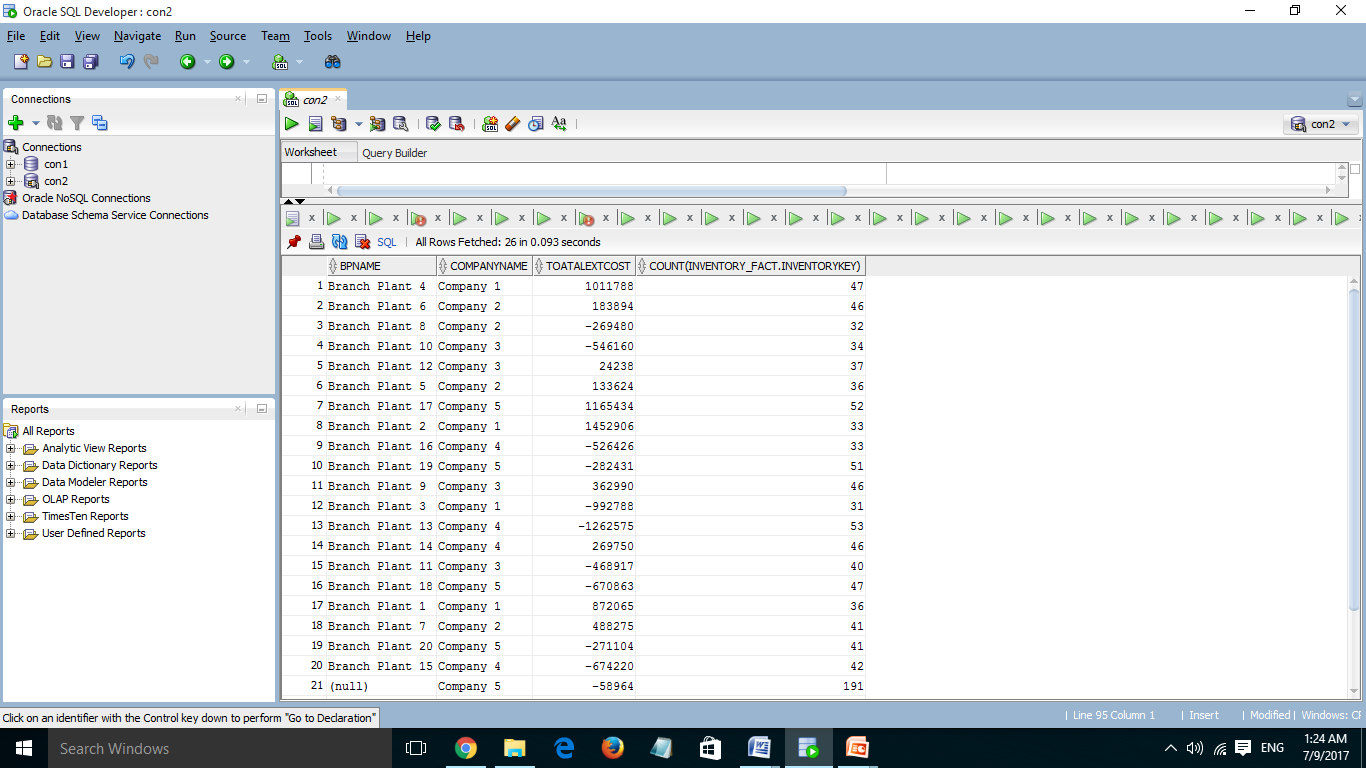 Oracle SQL Developer : con2
File Edit View Navigate Run Source Team Tools Window Help
Connections
Connections
con1
con2
Oracle NoSQL Connections
Database Schema Service Connections
Reports
All Reports
Analytic View Reports
Data Dictionary Reports
Data Modeler Reports
OLAP Reports
TimesTen Reports
User Defined Reports
con2
con2
Worksheet Query Builder
SQL | All Rows Fetched: 26 in 0.093 seconds
BPNAME COMPANYNAME TOATALEXTCOST COUNT(INVENTORY_FACT.INVENTORYKEY)
1 Branch Plant 4 Company 1 1011788 47
2 Branch Plant 6 Company 2 183894 46
3 Branch Plant 8 Company 2 -269480 32
4 Branch Plant 10 Company 3 -546160 34
5 Branch Plant 12 Company 3 24238 37
6 Branch Plant 5 Company 2 133624 36
7 Branch Plant 17 Company 5 1165434 52
8 Branch Plant 2 Company 1 1452906 33
9 Branch Plant 16 Company 4 -526426 33
10 Branch Plant 19 Company 5 -282431 51
11 Branch Plant 9 Company 3 362990 46
12 Branch Plant 3 Company 1 -992788 31
13 Branch Plant 13 Company 4 -1262575 53
14 Branch Plant 14 Company 4 269750 46
15 Branch Plant 11 Company 3 -468917 40
16 Branch Plant 18 Company 5 -670863 47
17 Branch Plant 1 Company 1 872065 36
18 Branch Plant 7 Company 2 488275 41
19 Branch Plant 20 Company 5 -271104 41
20 Branch Plant 15 Company 4 -674220 42
21 (null) Company 5 -58964 191
Click on an identifier with the Control key down to perform "Go to Declaration"
| Line 95 Column 1 | Insert | Modified | Windows: CF
Search Windows
ENG
1:24 AM
7/9/2017